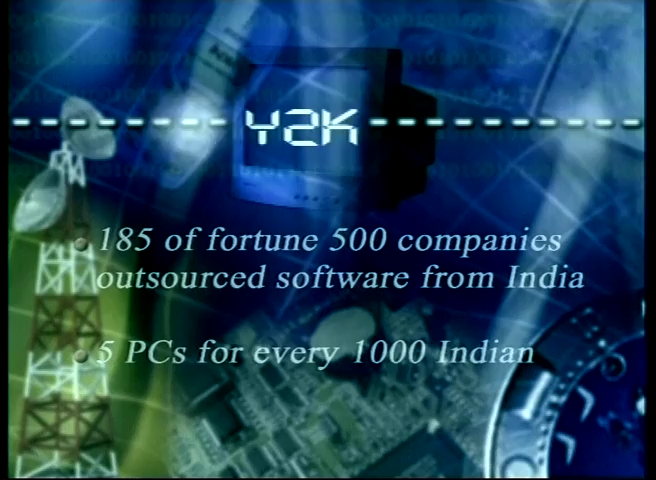 Y2K
185 of fortune 500 companies
outsourced software from India
5 PCs for every 1000 Indian